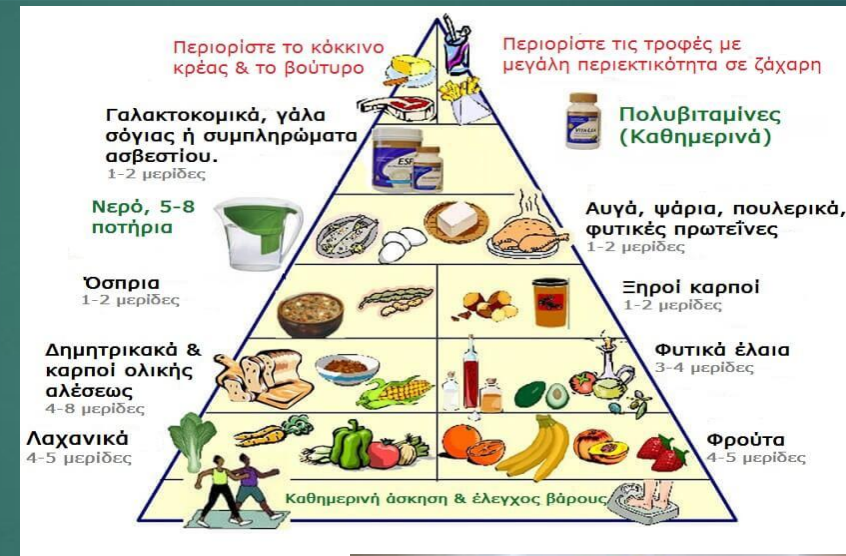 Περιορίστε το κόκκινο
κρέας & το βούτυρο
Περιορίστε τις τροφές με
μεγάλη περιεκτικότητα σε ζάχαρη
Γαλακτοκομικά, γάλα
σόγιας ή συμπληρώματα
ασβεστίου.
1-2 μερίδες
Πολυβιταμίνες
(Καθημερινά)
Νερό, 5-8
ποτήρια
Αυγά, ψάρια, πουλερικά,
φυτικές πρωτεΐνες
1-2 μερίδες
Όσπρια
1-2 μερίδες
Ξηροί καρποί
1-2 μερίδες
Δημητρικακά &
καρποί ολικής
αλέσεως
4-8 μερίδες
Φυτικά έλαια
3-4 μερίδες
Λαχανικά
4-5 μερίδες
Φρούτα
4-5 μερίδες
Καθημερινή άσκηση & έλεγχος βάρους